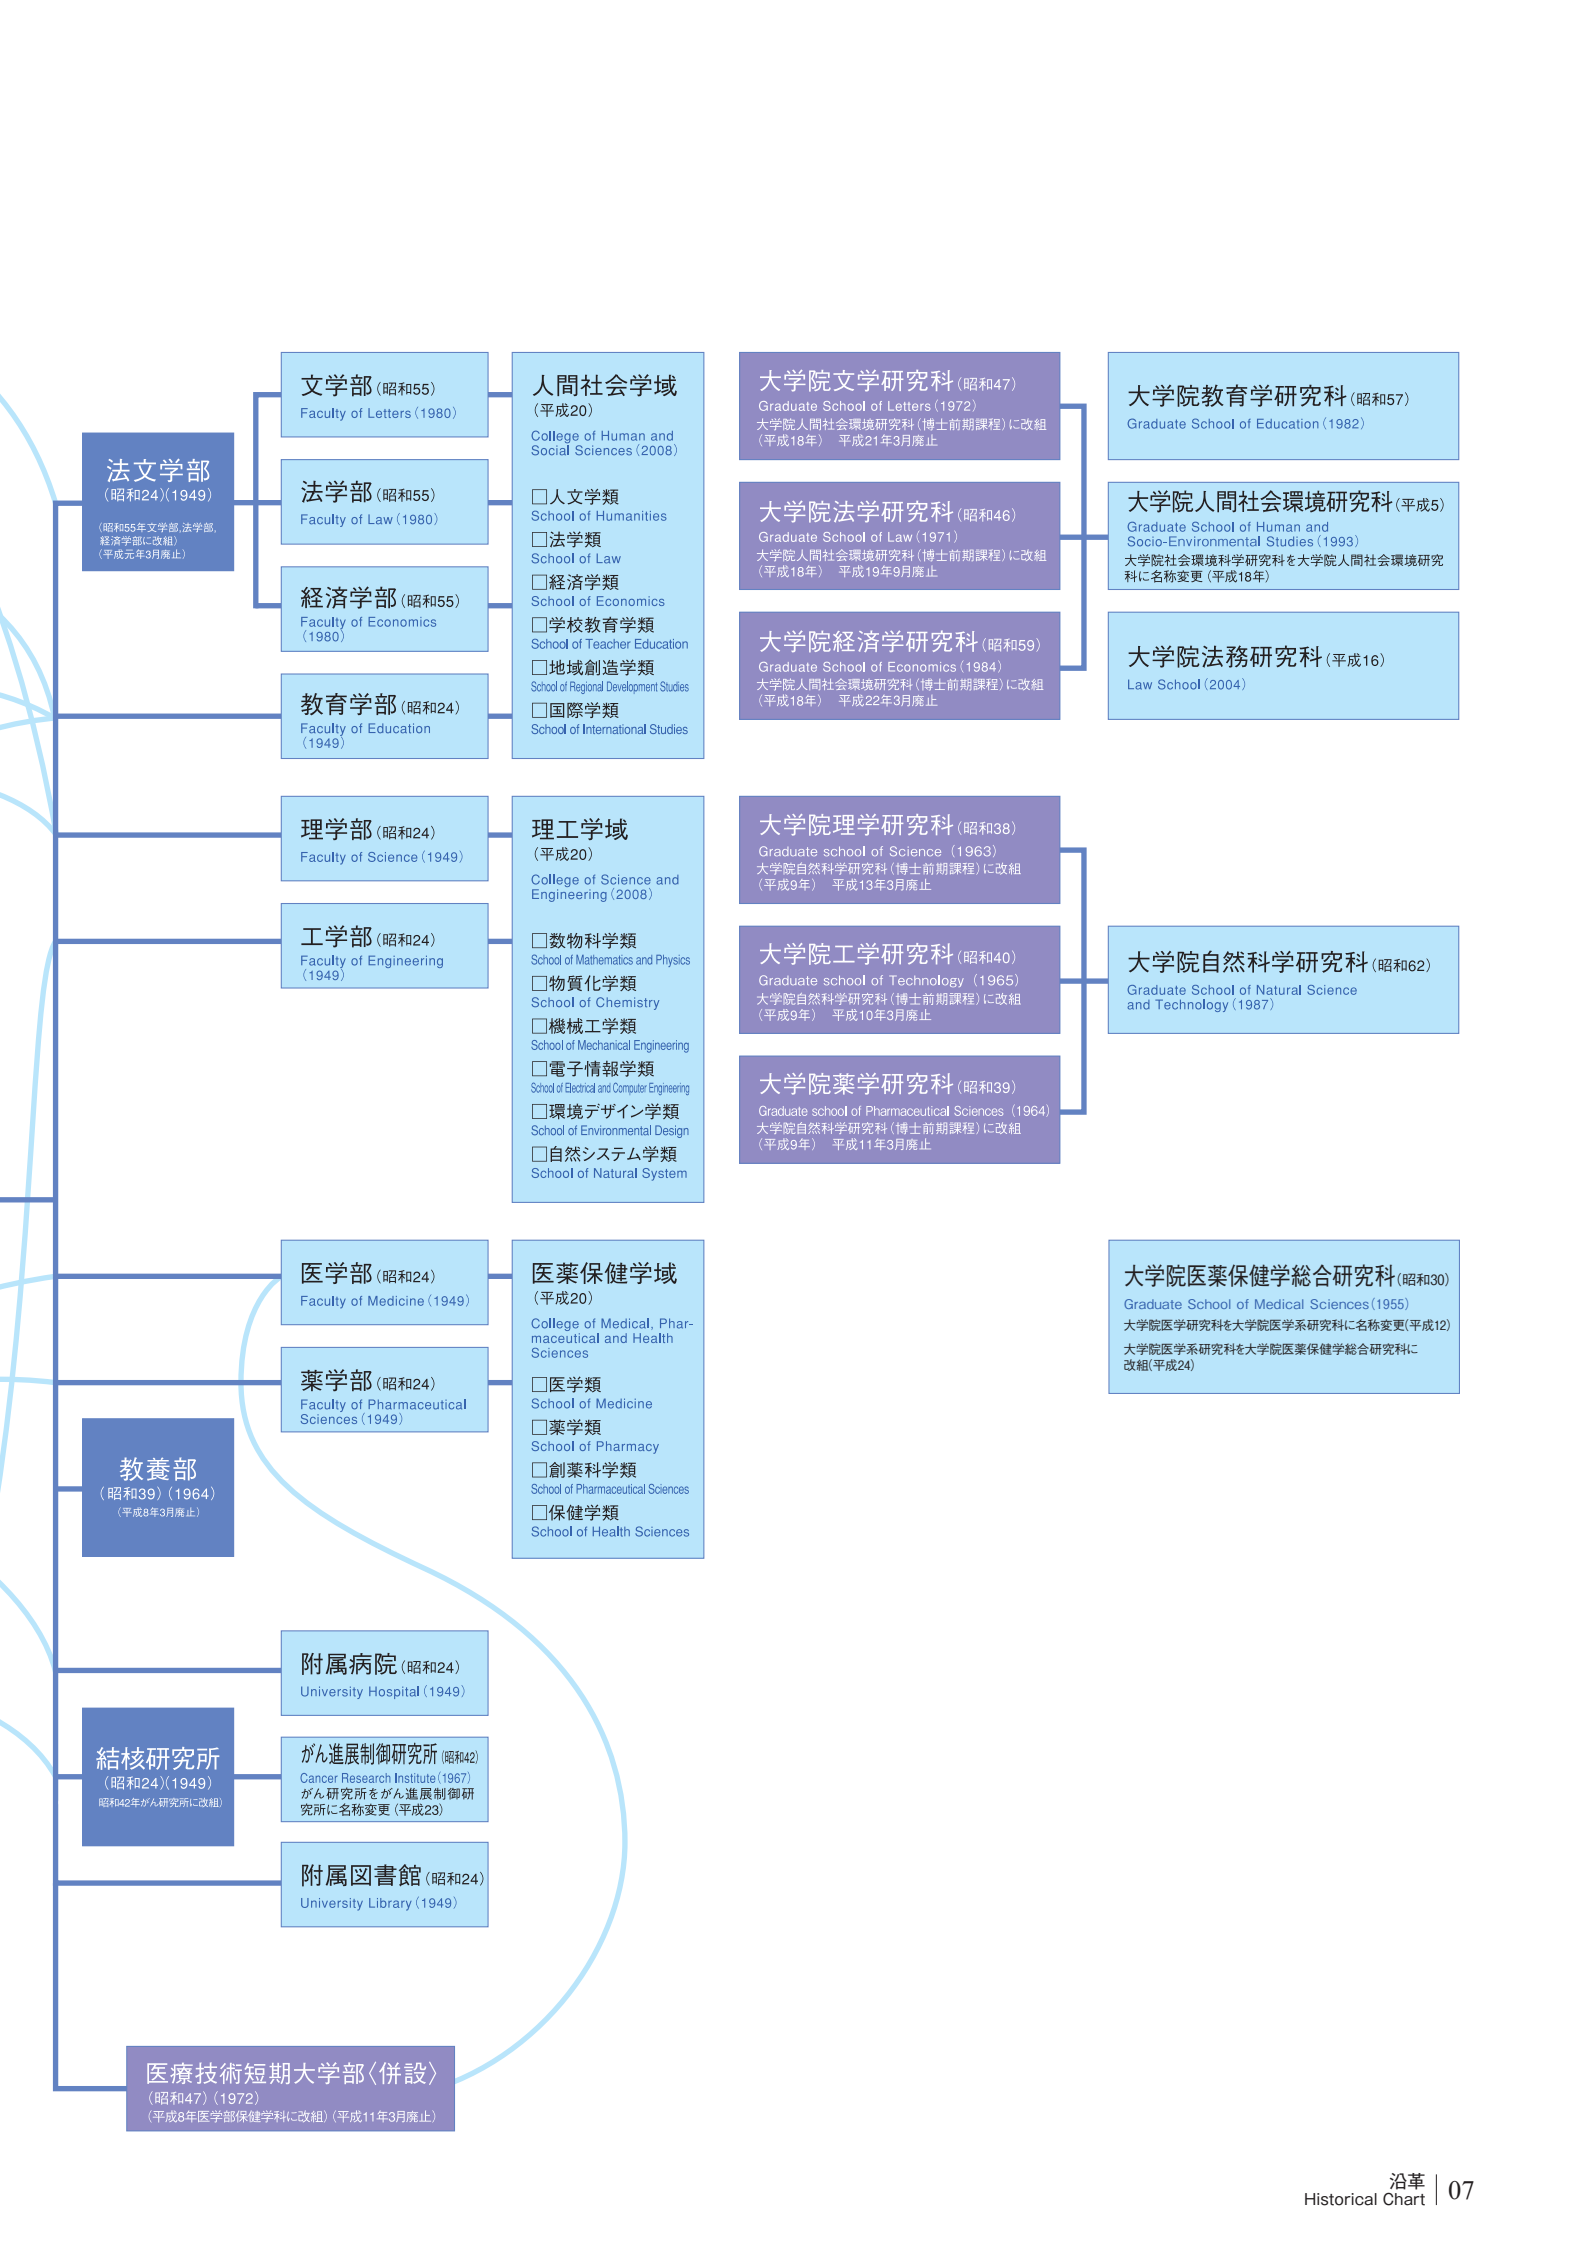 法文学部
(昭和24)(1949)
(昭和55年文学部,法学部,
経済学部に改組)
(平成元年3月廃止)
文学部(昭和55)
Faculty of Letters(1980)
法学部(昭和55)
Faculty of Law(1980)
経済学部(昭和55)
Faculty of Economics
(1980)
教育学部(昭和24)
Faculty of Education
(1949)
人間社会学域
(平成20)
College of Human and
Social Sciences(2008)
□人文学類
School of Humanities
□法学類
School of Law
□経済学類
School of Economics
□学校教育学類
School of Teacher Education
□地域創造学類
School of Regional Development Studies
□国際学類
School of International Studies
大学院文学研究科(昭和47)
Graduate School of Letters(1972)
大学院人間社会環境研究科(博士前期課程)に改組
(平成18年) 平成21年3月廃止
大学院法学研究科(昭和46)
Graduate School of Law(1971)
大学院人間社会環境研究科(博士前期課程)に改組
(平成18年) 平成19年9月廃止
大学院経済学研究科(昭和59)
Graduate School of Economics(1984)
大学院人間社会環境研究科(博士前期課程)に改組
(平成18年) 平成22年3月廃止
大学院教育学研究科(昭和57)
Graduate School of Education(1982)
大学院人間社会環境研究科(平成5)
Graduate School of Human and
Socio-Environmental Studies(1993)
大学院社会環境科学研究科を大学院人間社会環境研究
科に名称変更(平成18年)
大学院法務研究科(平成16)
Law School(2004)
理学部(昭和24)
Faculty of Science(1949)
工学部(昭和24)
Faculty of Engineering
(1949)
理工学域
(平成20)
College of Science and
Engineering(2008)
□数物科学類
School of Mathematics and Physics
□物質化学類
School of Chemistry
□機械工学類
School of Mechanical Engineering
□電子情報学類
School of Electrical and Computer Engineering
□環境デザイン学類
School of Environmental Design
□自然システム学類
School of Natural System
大学院理学研究科(昭和38)
Graduate school of Science (1963)
大学院自然科学研究科(博士前期課程)に改組
(平成9年) 平成13年3月廃止
大学院工学研究科(昭和40)
Graduate school of Technology (1965)
大学院自然科学研究科(博士前期課程)に改組
(平成9年) 平成10年3月廃止
大学院薬学研究科(昭和39)
Graduate school of Pharmaceutical Sciences (1964)
大学院自然科学研究科(博士前期課程)に改組
(平成9年) 平成11年3月廃止
大学院自然科学研究科(昭和62)
Graduate School of Natural Science
and Technology(1987)
医学部(昭和24)
Faculty of Medicine(1949)
薬学部(昭和24)
Faculty of Pharmaceutical
Sciences(1949)
医薬保健学域
(平成20)
College of Medical, Phar-
maceutical and Health
Sciences
□医学類
School of Medicine
□薬学類
School of Pharmacy
□創薬科学類
School of Pharmaceutical Sciences
□保健学類
School of Health Sciences
大学院医薬保健学総合研究科(昭和30)
Graduate School of Medical Sciences(1955)
大学院医学研究科を大学院医学系研究科に名称変更(平成12)
大学院医学系研究科を大学院医薬保健学総合研究科に
改組(平成24)
教養部
(昭和39)(1964)
(平成8年3月廃止)
附属病院(昭和24)
University Hospital(1949)
結核研究所
(昭和24)(1949)
昭和42年がん研究所に改組)
がん進展制御研究所(昭和42)
Cancer Research Institute(1967)
がん研究所をがん進展制御研
究所に名称変更(平成23)
附属図書館(昭和24)
University Library(1949)
医療技術短期大学部〈併設〉
(昭和47)(1972)
(平成8年医学部保健学科に改組)(平成11年3月廃止)
沿革
Historical Chart
07